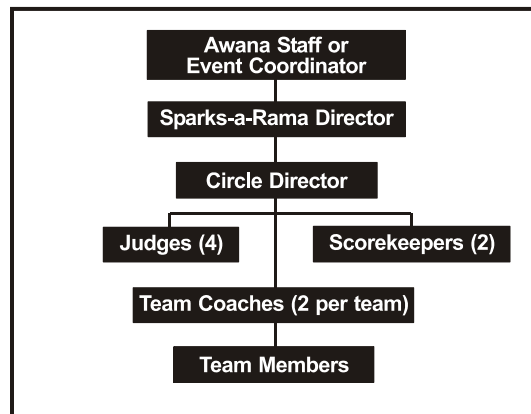 Awana Staff or
Event Coordinator
Sparks-a-Rama Director
Circle Director
Judges (4)
Scorekeepers (2)
Team Coaches (2 per team)
Team Members